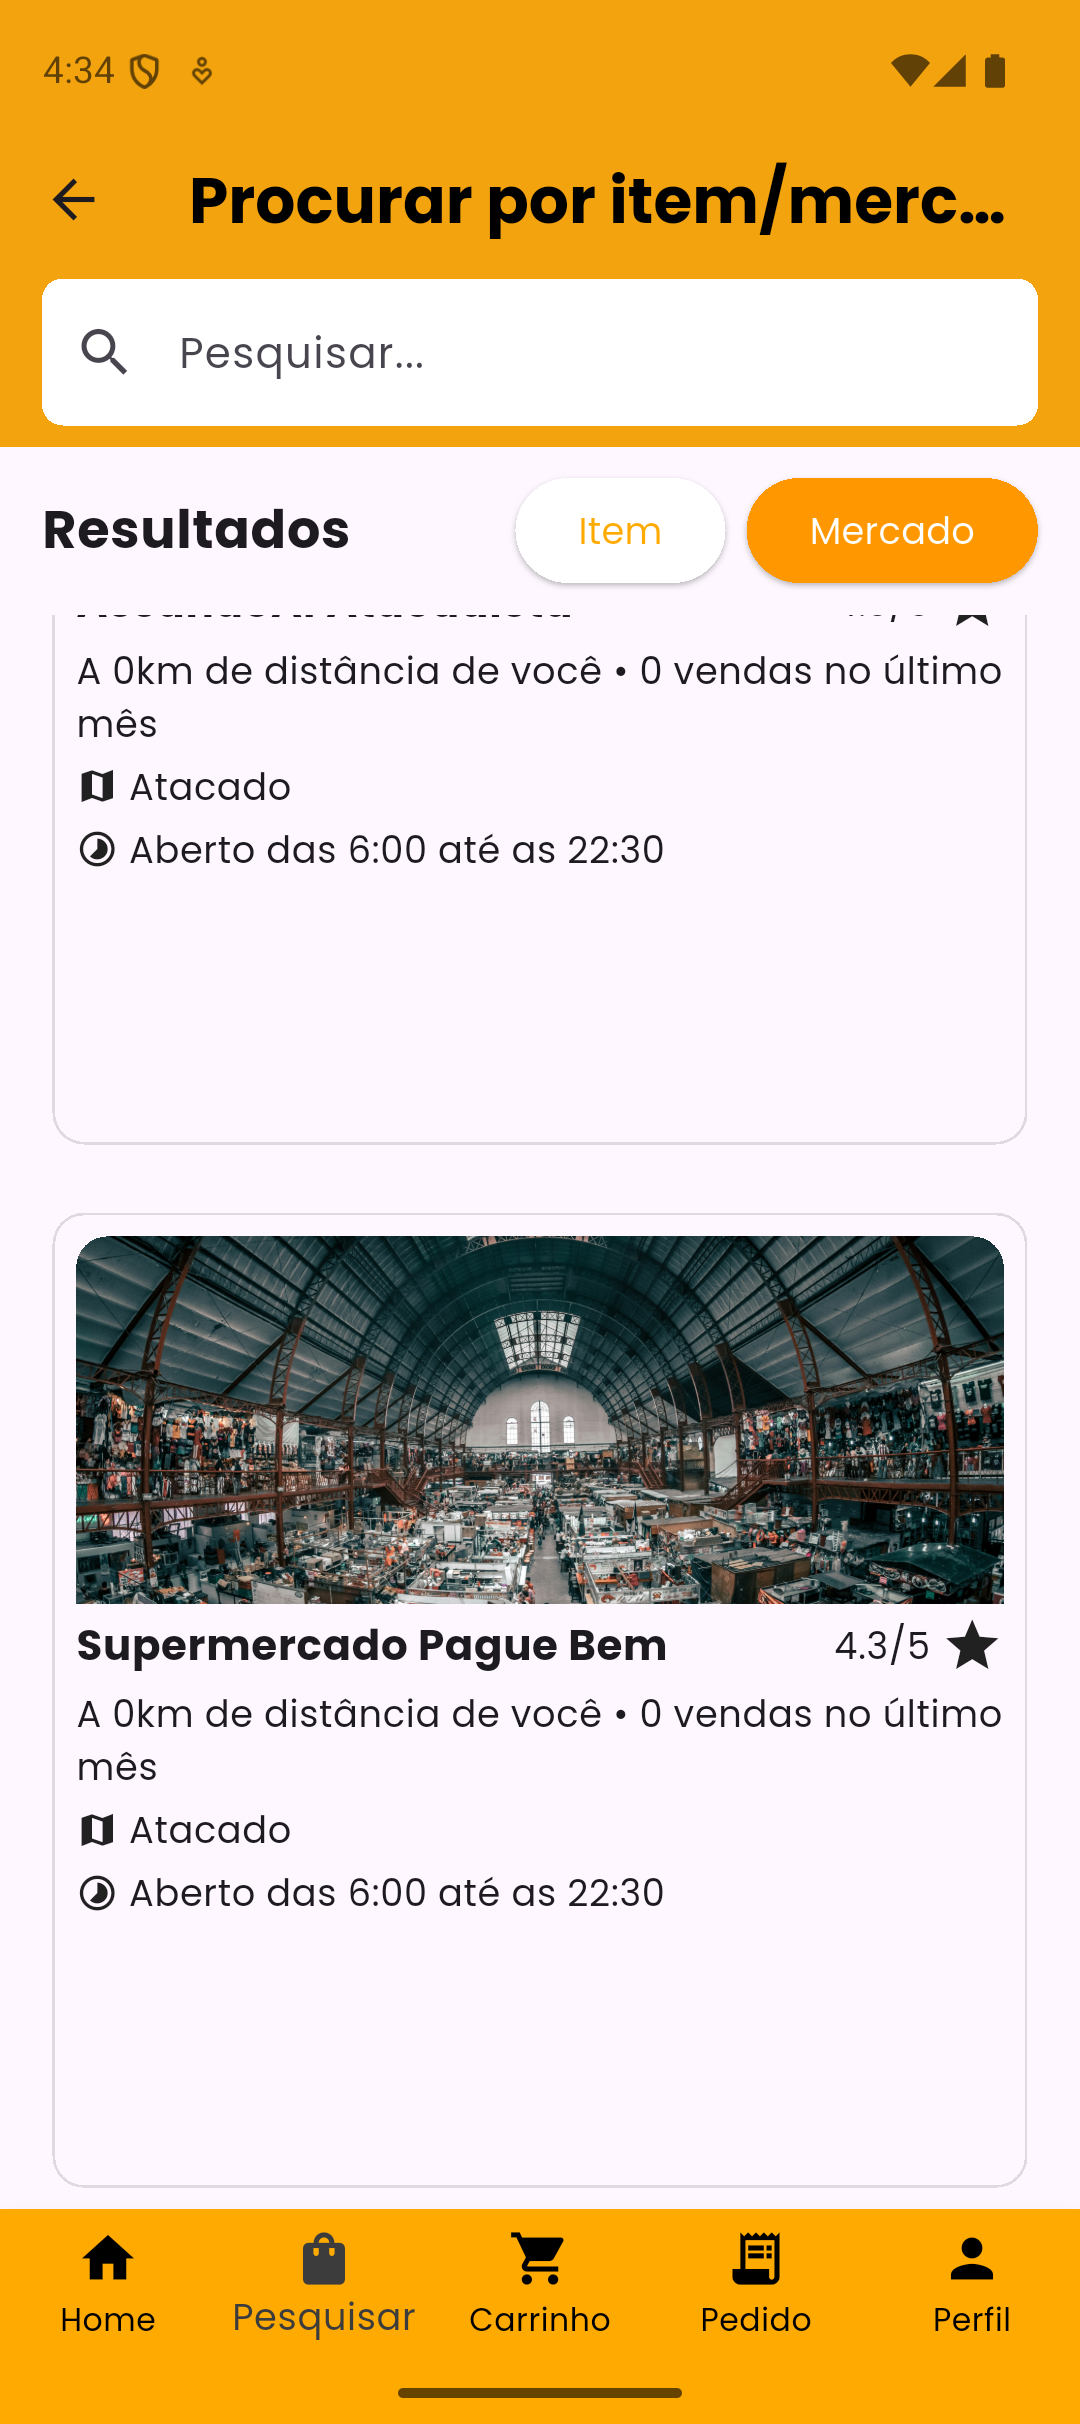 4:34
Procurar por item/merc...
Pesquisar...
Resultados
Item
Mercado
A 0km de distância de você • 0 vendas no último
mês
Atacado
Aberto das 6:00 até as 22:30
Supermercado Pague Bem
4.3/5
A 0km de distância de você • 0 vendas no último
mês
Atacado
Aberto das 6:00 até as 22:30
Home
Pesquisar
Carrinho
Pedido
Perfil